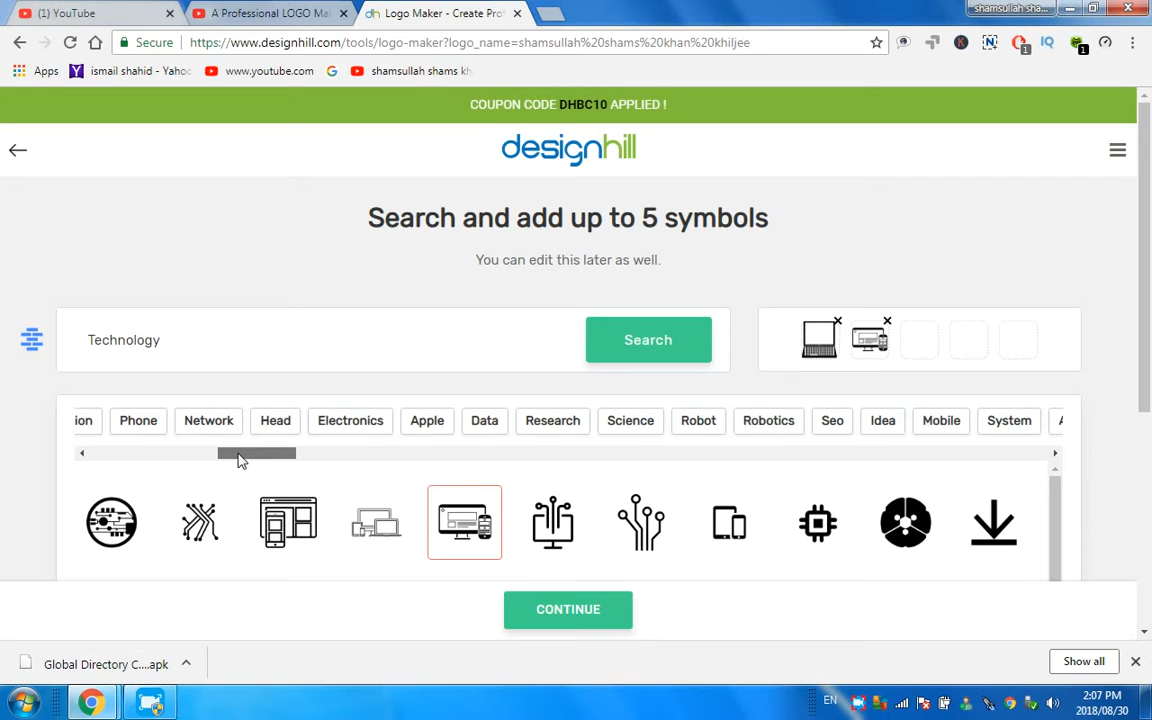 (1) YouTube
A Professional LOGO Ma
Logo Maker - Create Pro
shamsullah sha...
Secure
https://www.designhill.com/tools/logo-maker?logo_name=shamsullah%20shams%20khan%20khiljee
Apps
ismail shahid - Yahoo
www.youtube.com
shamsullah shams kh
COUPON CODE DHBC10 APPLIED !
designhill
Search and add up to 5 symbols
You can edit this later as well.
Technology
Search
ion
Phone
Network
Head
Electronics
Apple
Data
Research
Science
Robot
Robotics
Seo
Idea
Mobile
System
CONTINUE
Global Directory C....apk
Show all
EN
2:07 PM
2018/08/30